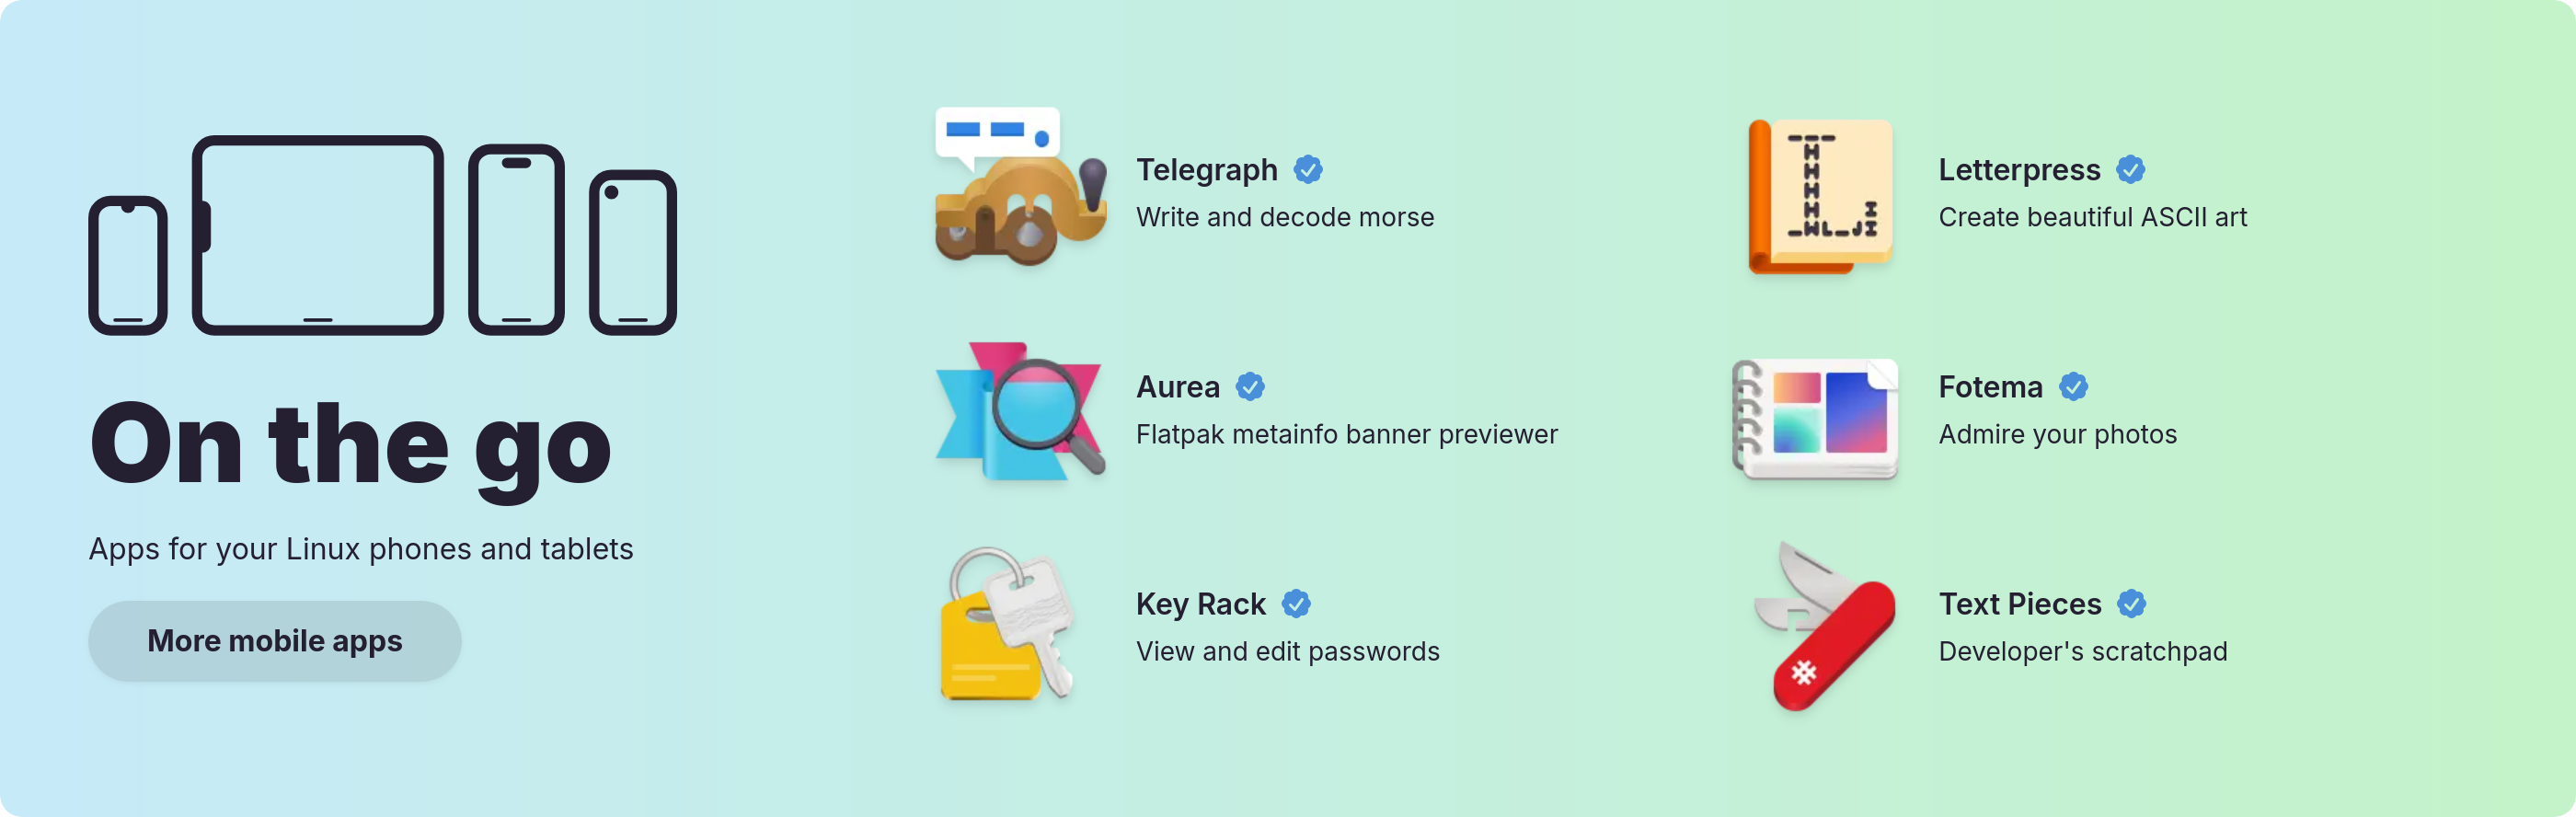 On the go
Apps for your Linux phones and tablets
More mobile apps
Telegraph
Write and decode morse
Letterpress
Create beautiful ASCII art
Aurea
Flatpak metainfo banner previewer
Fotema
Admire your photos
Key Rack
View and edit passwords
Text Pieces
Developer's scratchpad